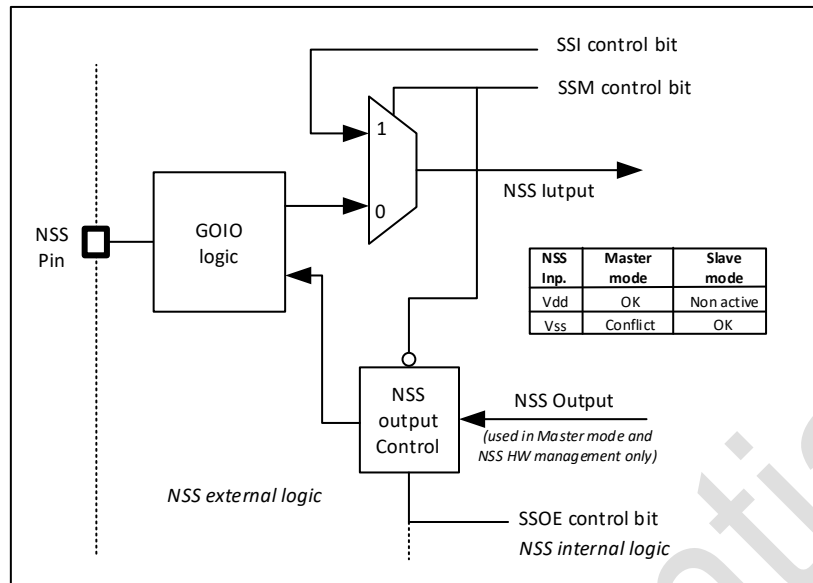 SSI control bit
SSM control bit
1
NSS Iutput
0
GOIO
logic
NSS
Pin
NSS Inp. Master mode Slave mode
Vdd OK Non active
Vss Conflict OK
NSS
output
Control
NSS Output
(used in Master mode and
NSS HW management only)
NSS external logic
SSOE control bit
NSS internal logic